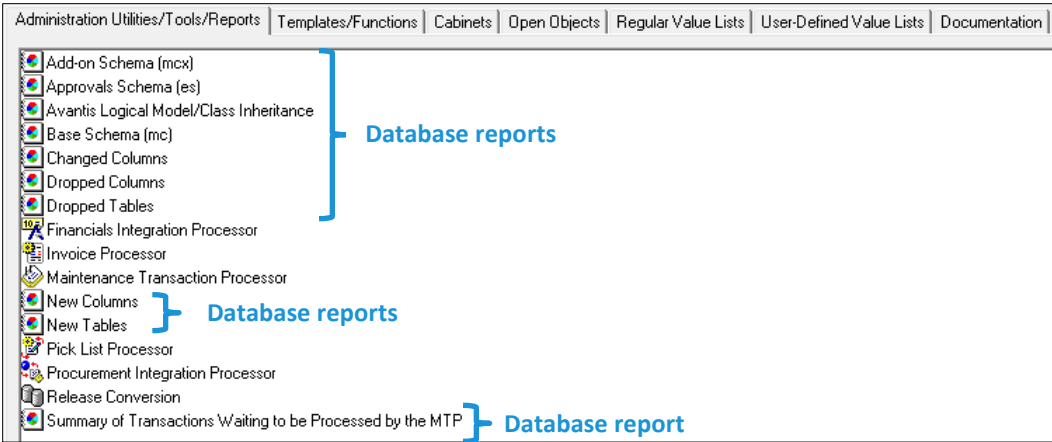 Administration Utilities/Tools/Reports Templates/Functions Cabinets Open Objects Regular Value Lists User-Defined Value Lists Documentation
Add-on Schema (mcx)
Approvals Schema (es)
Avantis Logical Model/Class Inheritance
Base Schema (mc)
Database reports
Changed Columns
Dropped Columns
Dropped Tables
Financials Integration Processor
Invoice Processor
Maintenance Transaction Processor
New Columns
Database reports
New Tables
Pick List Processor
Procurement Integration Processor
Release Conversion
Summary of Transactions Waiting to be Processed by the MTP
Database report